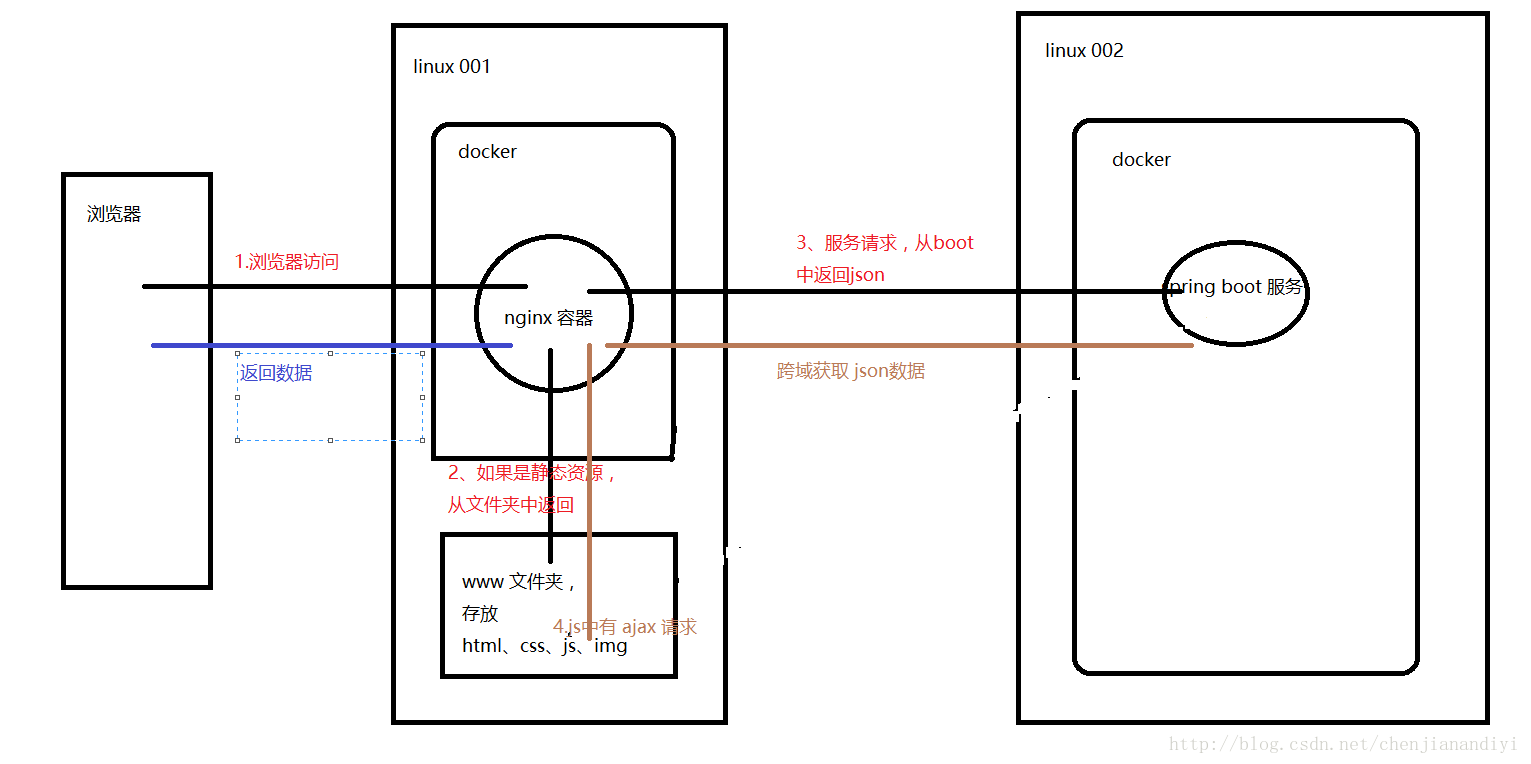 linux 001
linux 002
docker
docker
浏览器
1.浏览器访问
3、服务请求，从boot
中返回json
nginx 容器
pring boot 服务
返回数据
跨域获取 json数据
2、如果是静态资源，
从文件夹中返回
www 文件夹，
存放
4.js中有 ajax 请求
html、css、js、img
http://blog.csdn.net/chenjianandiyi